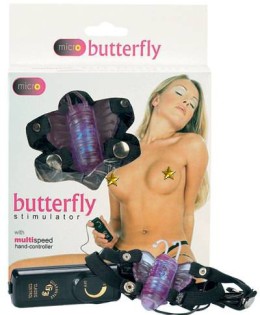 micro butterfly
micro
butterfly
stimulator
with
multispeed
hand-controller